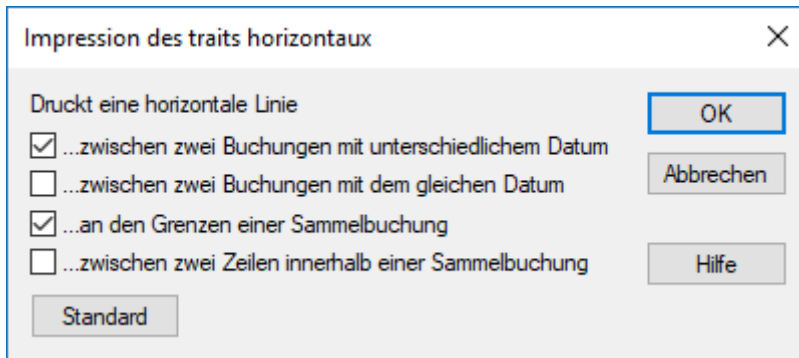 Impression des traits horizontaux
Druckt eine horizontale Linie
...zwischen zwei Buchungen mit unterschiedlichem Datum
...zwischen zwei Buchungen mit dem gleichen Datum
...an den Grenzen einer Sammelbuchung
...zwischen zwei Zeilen innerhalb einer Sammelbuchung
Standard
OK
Abbrechen
Hilfe